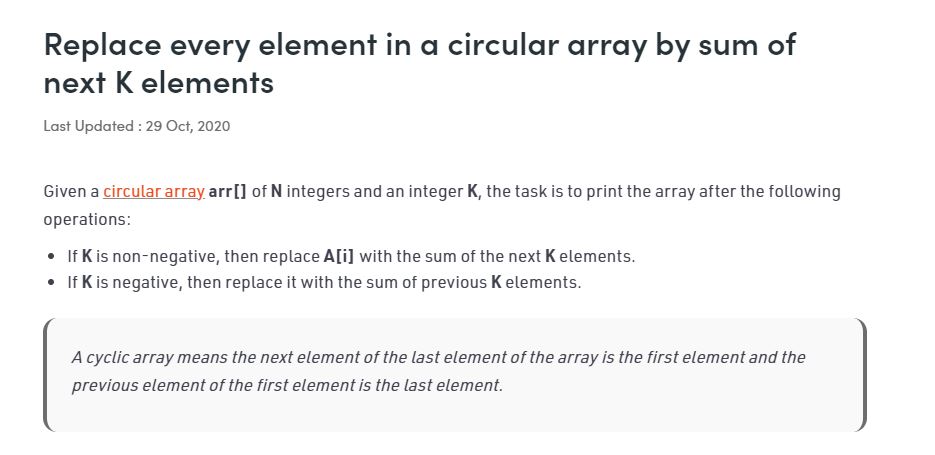 Replace every element in a circular array by sum of
next K elements
Last Updated : 29 Oct, 2020
Given a circular array arr[] of N integers and an integer K, the task is to print the array after the following
operations:
• If K is non-negative, then replace A[i] with the sum of the next K elements.
• If K is negative, then replace it with the sum of previous K elements.
A cyclic array means the next element of the last element of the array is the first element and the
previous element of the first element is the last element.